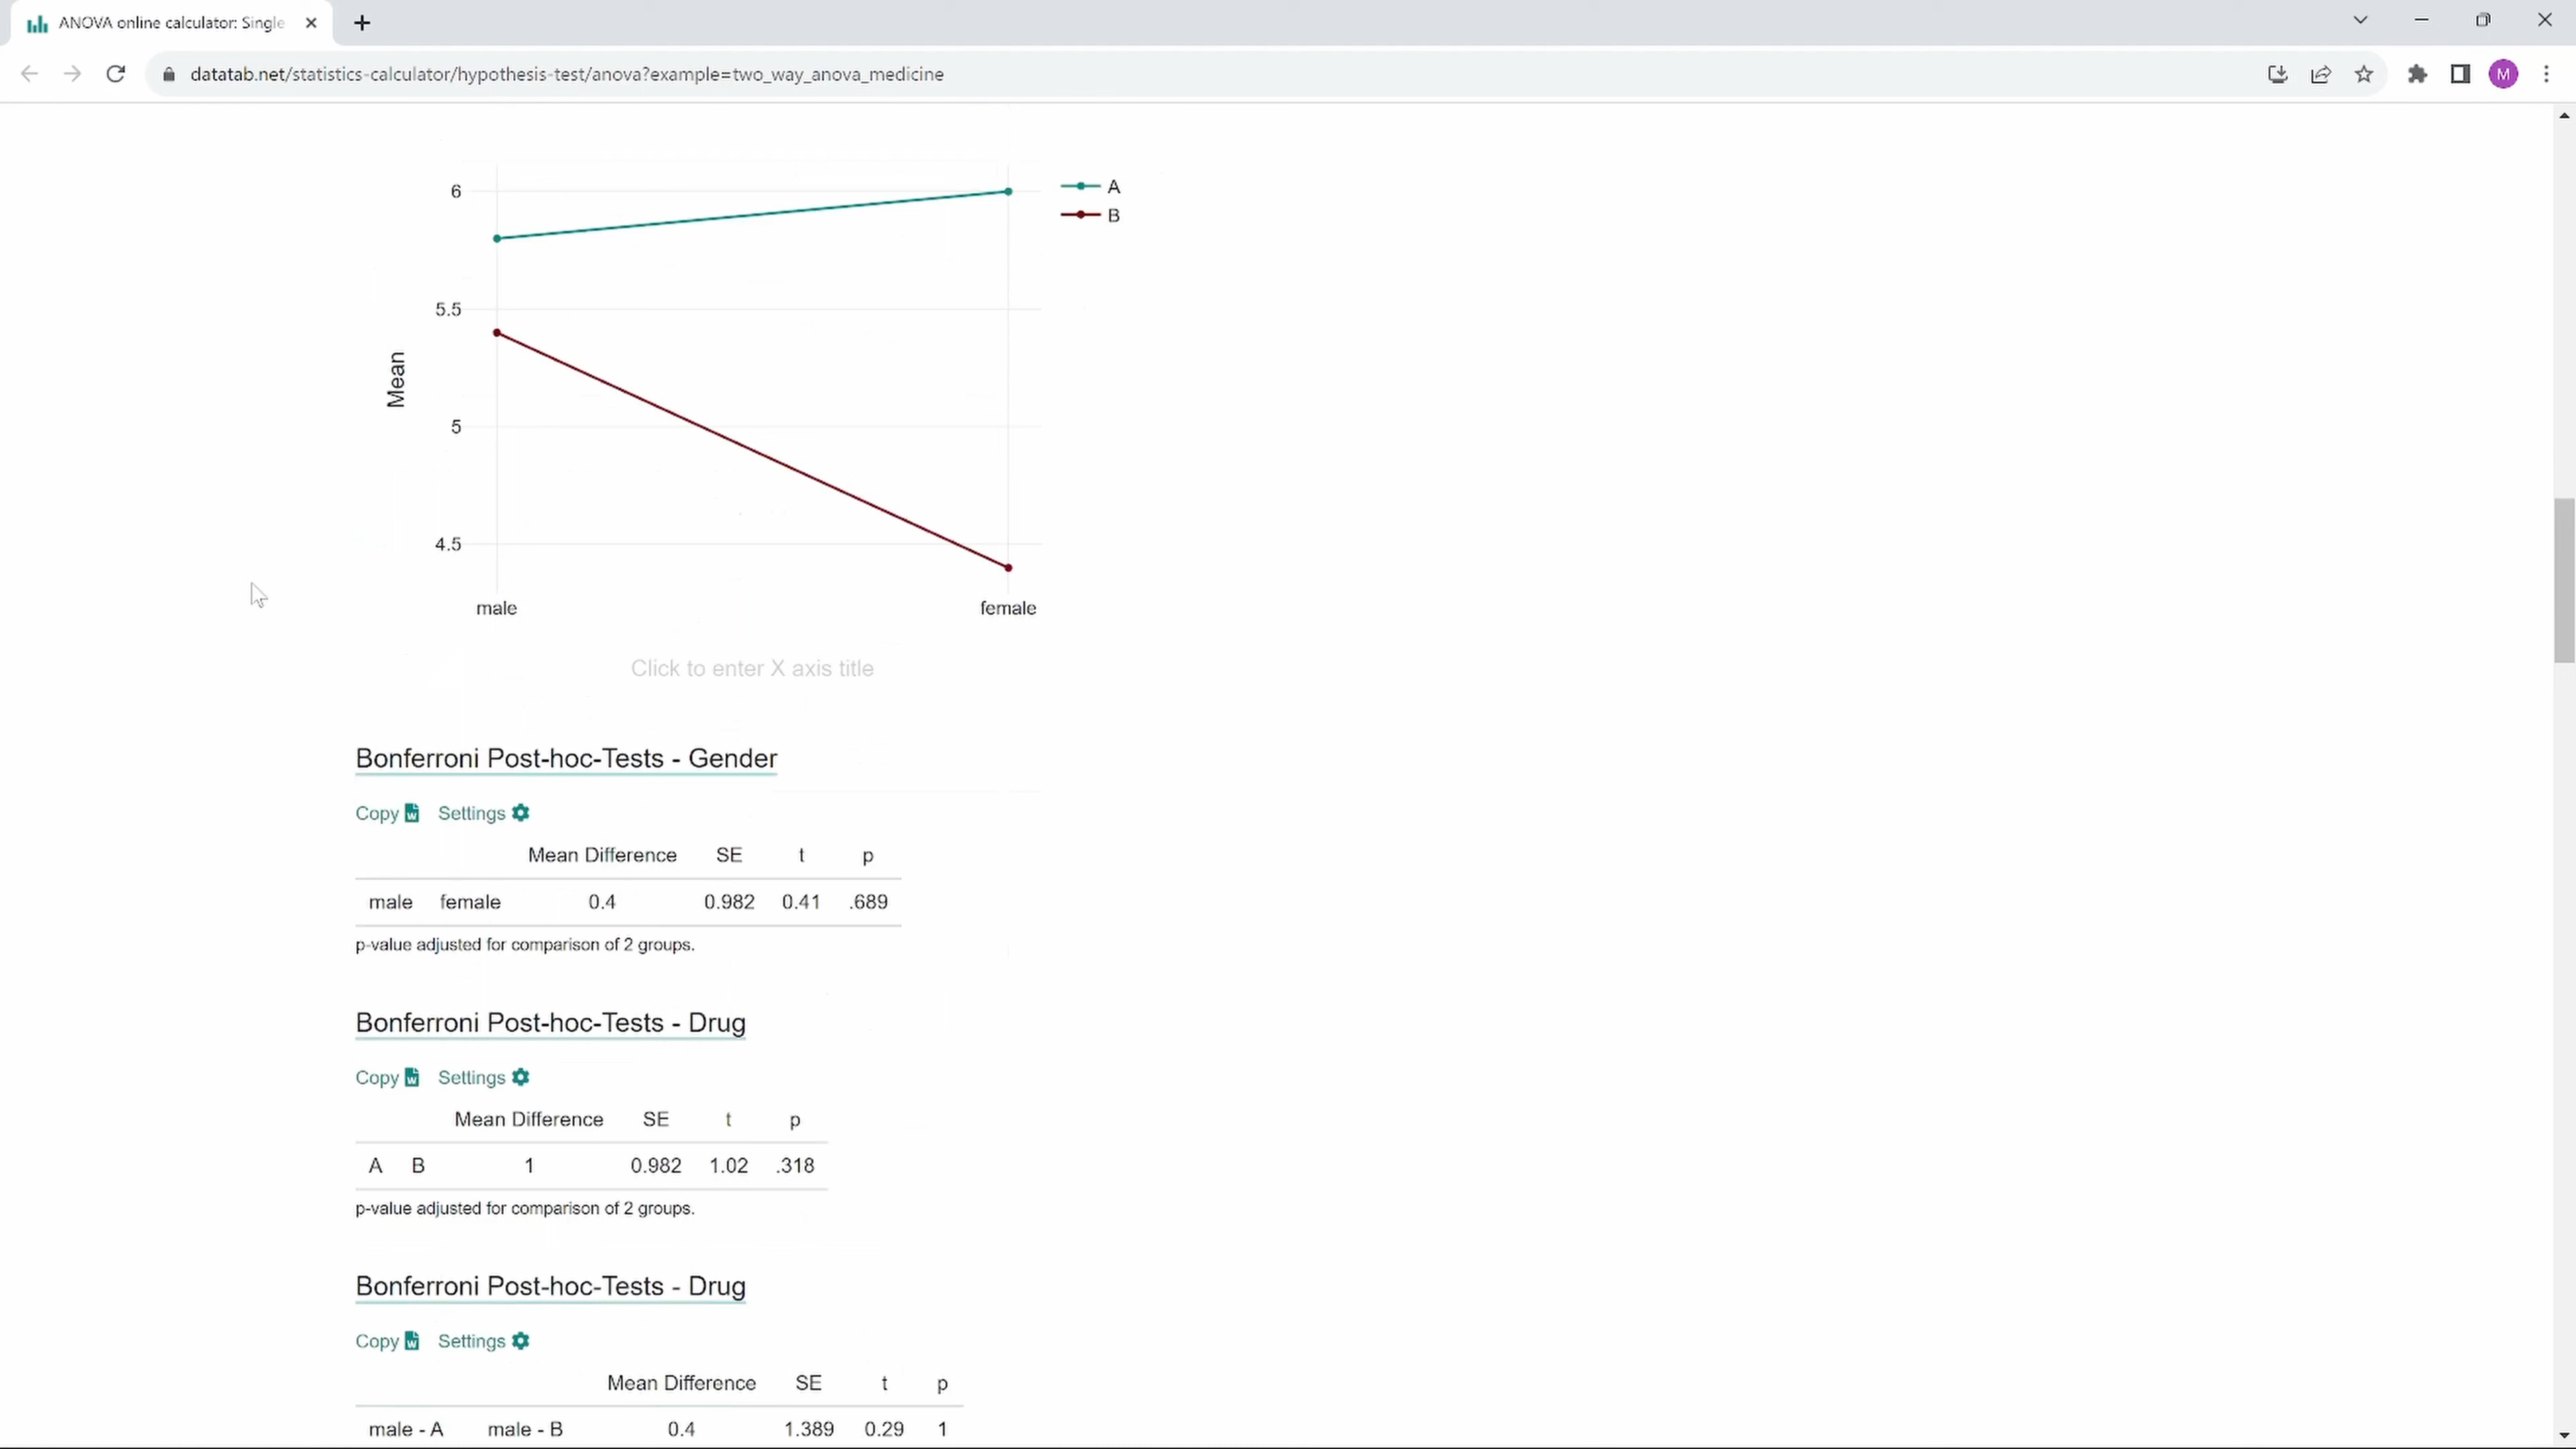 ANOVA online calculator: Single
datatab.net/statistics-calculator/hypothesis-test/anova?example=two_way_anova_medicine
M
6
5.5
5
4.5
Mean
male female
A
B
Click to enter X axis title
Bonferroni Post-hoc-Tests - Gender
Copy Settings
Mean Difference SE t p
male female 0.4 0.982 0.41 .689
p-value adjusted for comparison of 2 groups.
Bonferroni Post-hoc-Tests - Drug
Copy Settings
Mean Difference SE t p
A B 1 0.982 1.02 .318
p-value adjusted for comparison of 2 groups.
Bonferroni Post-hoc-Tests - Drug
Copy Settings
Mean Difference SE t p
male - A male - B 0.4 1.389 0.29 1